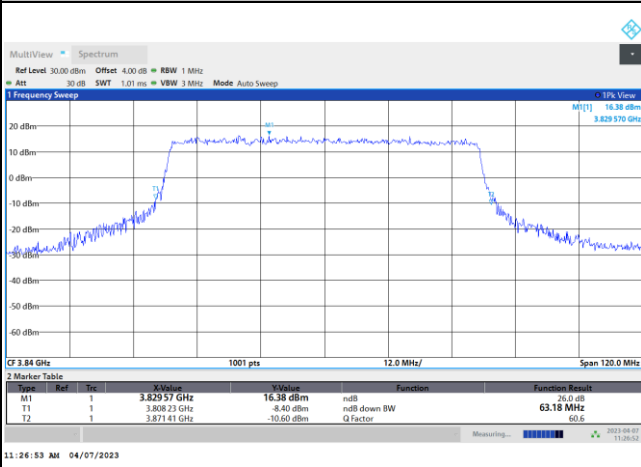 MultiView Spectrum
Ref Level 30.00 dBm Offset 4.00 dB RBW 1 MHz
Att 30 dB SWT 1.01 ms VBW 3 MHz Mode Auto Sweep
1 Frequency Sweep 1Pk View
M1[1] 16.38 dBm
3.829 570 GHz
20 dBm
M1
10 dBm
0 dBm
T1
T2
-10 dBm
-20 dBm
-30 dBm
-40 dBm
-50 dBm
-60 dBm
CF 3.84 GHz 1001 pts 12.0 MHz/ Span 120.0 MHz
2 Marker Table
Type Ref Trc X-Value Y-Value Function Function Result
M1 1 3.829 57 GHz 16.38 dBm ndB 26.0 dB
T1 1 3.808 23 GHz -8.40 dBm ndB down BW 63.18 MHz
T2 1 3.871 41 GHz -10.60 dBm Q Factor 60.6
Measuring... 2023-04-07
11:26:52
11:26:53 AM 04/07/2023